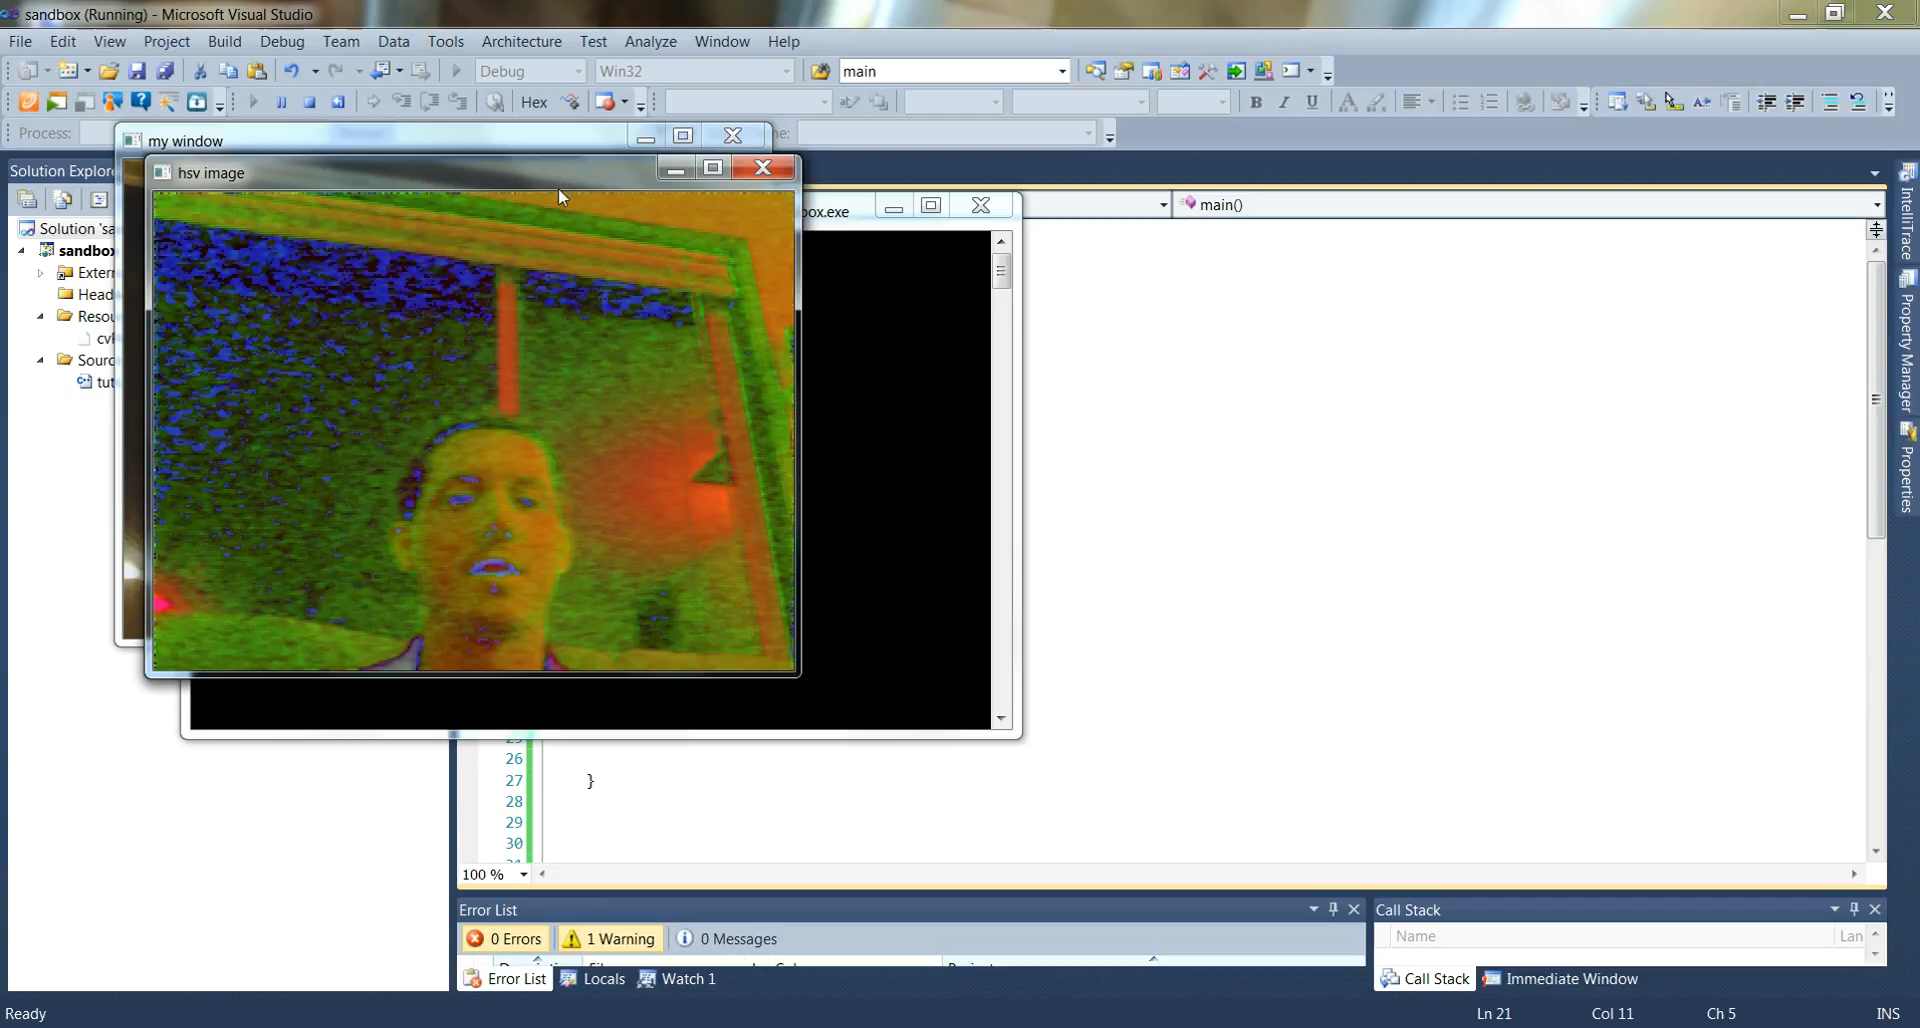 sandbox (Running) - Microsoft Visual Studio
File Edit View Project Build Debug Team Data Tools Architecture Test Analyze Window Help
Debug Win32 main
Hex
Process:
my window
Solution Explore
hsv image
box.exe
main()
Solution 'sa
sandbox
Extern
Head
Resou
cv
Sourc
tut
IntelliTrace
Property Manager
Properties
26
27 }
28
29
30
100 %
Error List
Call Stack
0 Errors
1 Warning
0 Messages
Name
Lan
Error List
Locals
Watch 1
Call Stack
Immediate Window
Ready
Ln 21
Col 11
Ch 5
INS